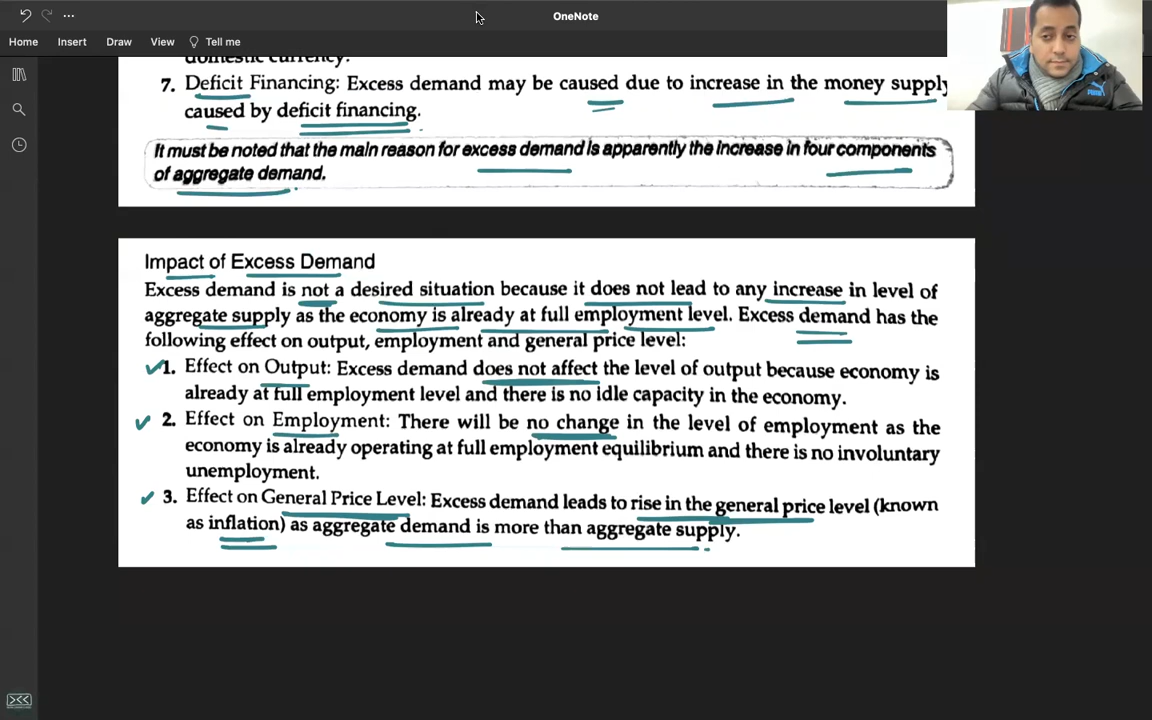 OneNote
Home Insert Draw View Tell me
domestic currency.
7. Deficit Financing: Excess demand may be caused due to increase in the money supply
caused by deficit financing.
It must be noted that the main reason for excess demand is apparently the increase in four components
of aggregate demand.
Impact of Excess Demand
Excess demand is not a desired situation because it does not lead to any increase in level of
aggregate supply as the economy is already at full employment level. Excess demand has the
following effect on output, employment and general price level:
1. Effect on Output: Excess demand does not affect the level of output because economy is
already at full employment level and there is no idle capacity in the economy.
2. Effect on Employment: There will be no change in the level of employment as the
economy is already operating at full employment equilibrium and there is no involuntary
unemployment.
3. Effect on General Price Level: Excess demand leads to rise in the general price level (known
as inflation) as aggregate demand is more than aggregate supply.
PUMA